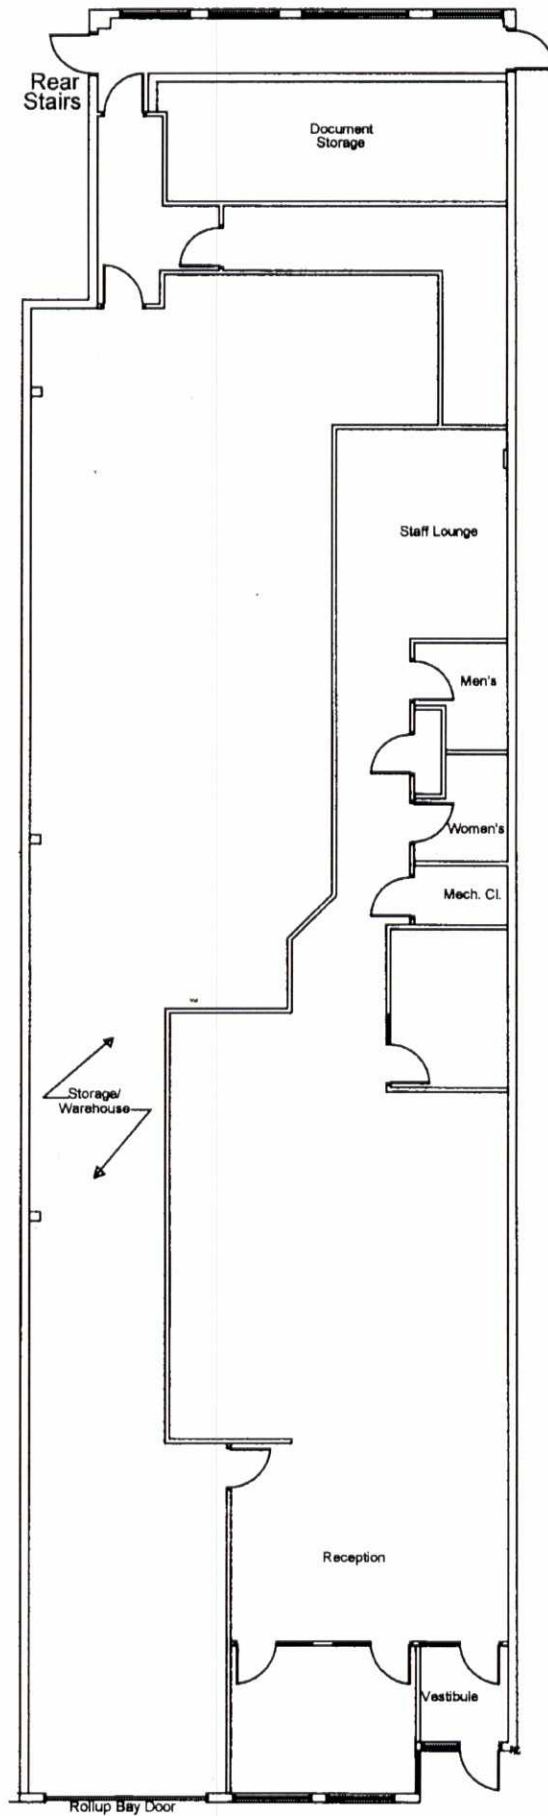 Rear
Stairs
Document
Storage
Staff Lounge
Men's
Women's
Mech. Cl.
Storage/
Warehouse
Reception
Vestibule
Rollup Bay Door